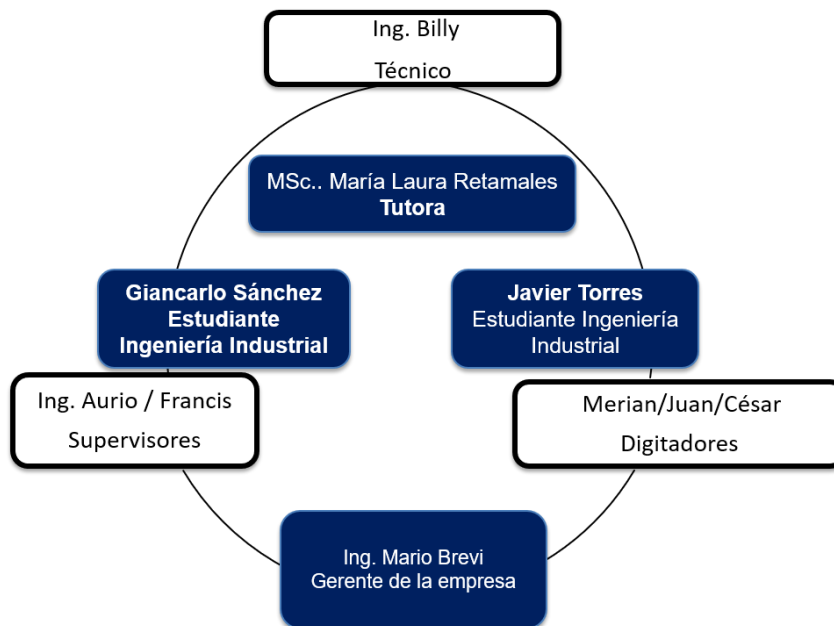 Ing. Billy
Técnico
MSc.. María Laura Retamales
Tutora
Giancarlo Sánchez
Estudiante
Ingeniería Industrial
Javier Torres
Estudiante Ingeniería
Industrial
Ing. Aurio / Francis
Supervisores
Merian/Juan/César
Digitadores
Ing. Mario Brevi
Gerente de la empresa